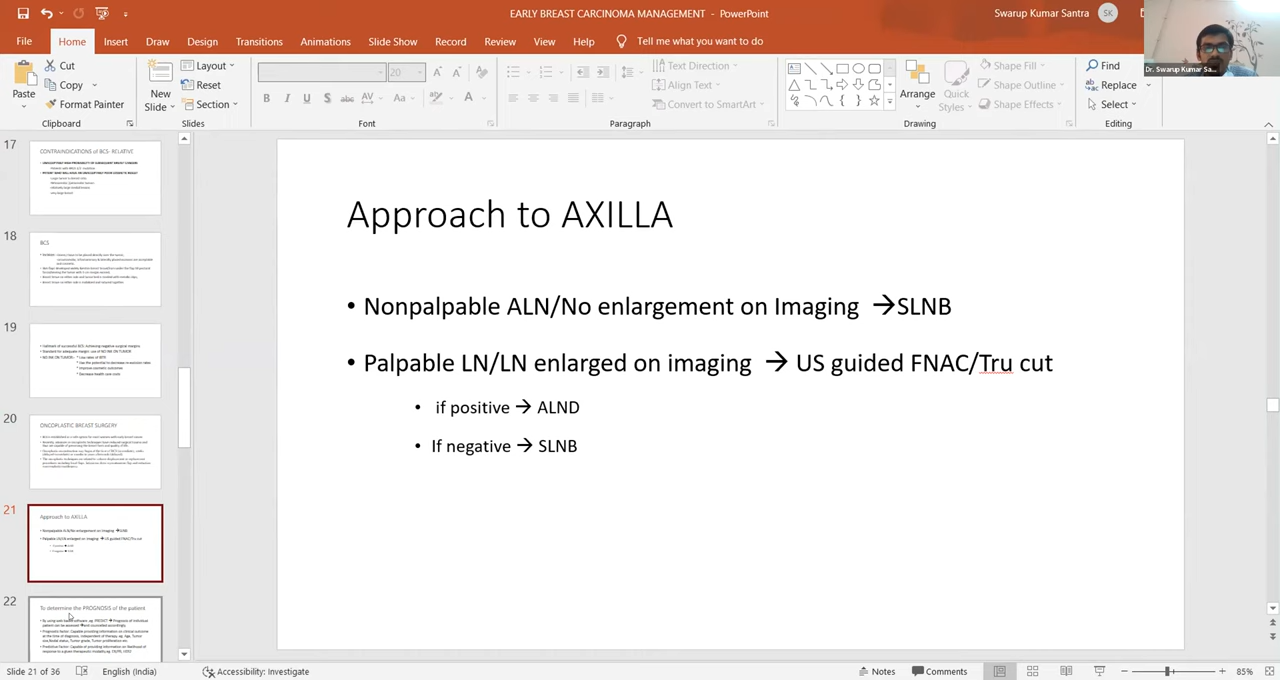 EARLY BREAST CARCINOMA MANAGEMENT - PowerPoint
Swarup Kumar Santra
SK
Dr. Swarup Kumar Sa...
File Home Insert Draw Design Transitions Animations Slide Show Record Review View Help Tell me what you want to do
Paste
Cut
Copy
Format Painter
Clipboard
New Slide
Layout
Reset
Section
Slides
20
Font
Text Direction
Align Text
Convert to SmartArt
Paragraph
Arrange
Quick Styles
Shape Fill
Shape Outline
Shape Effects
Drawing
Find
Replace
Select
Editing
17
CONTRAINDICATIONS of BCS- RELATIVE
18
BCS
19
20
ONCOPLASTIC BREAST SURGERY
21
Approach to AXILLA
22
To determine the PROGNOSIS of the patient
Approach to AXILLA
• Nonpalpable ALN/No enlargement on Imaging →SLNB
• Palpable LN/LN enlarged on imaging → US guided FNAC/Tru cut
• if positive → ALND
• If negative → SLNB
Slide 21 of 36 English (India) Accessibility: Investigate Notes Comments 85%